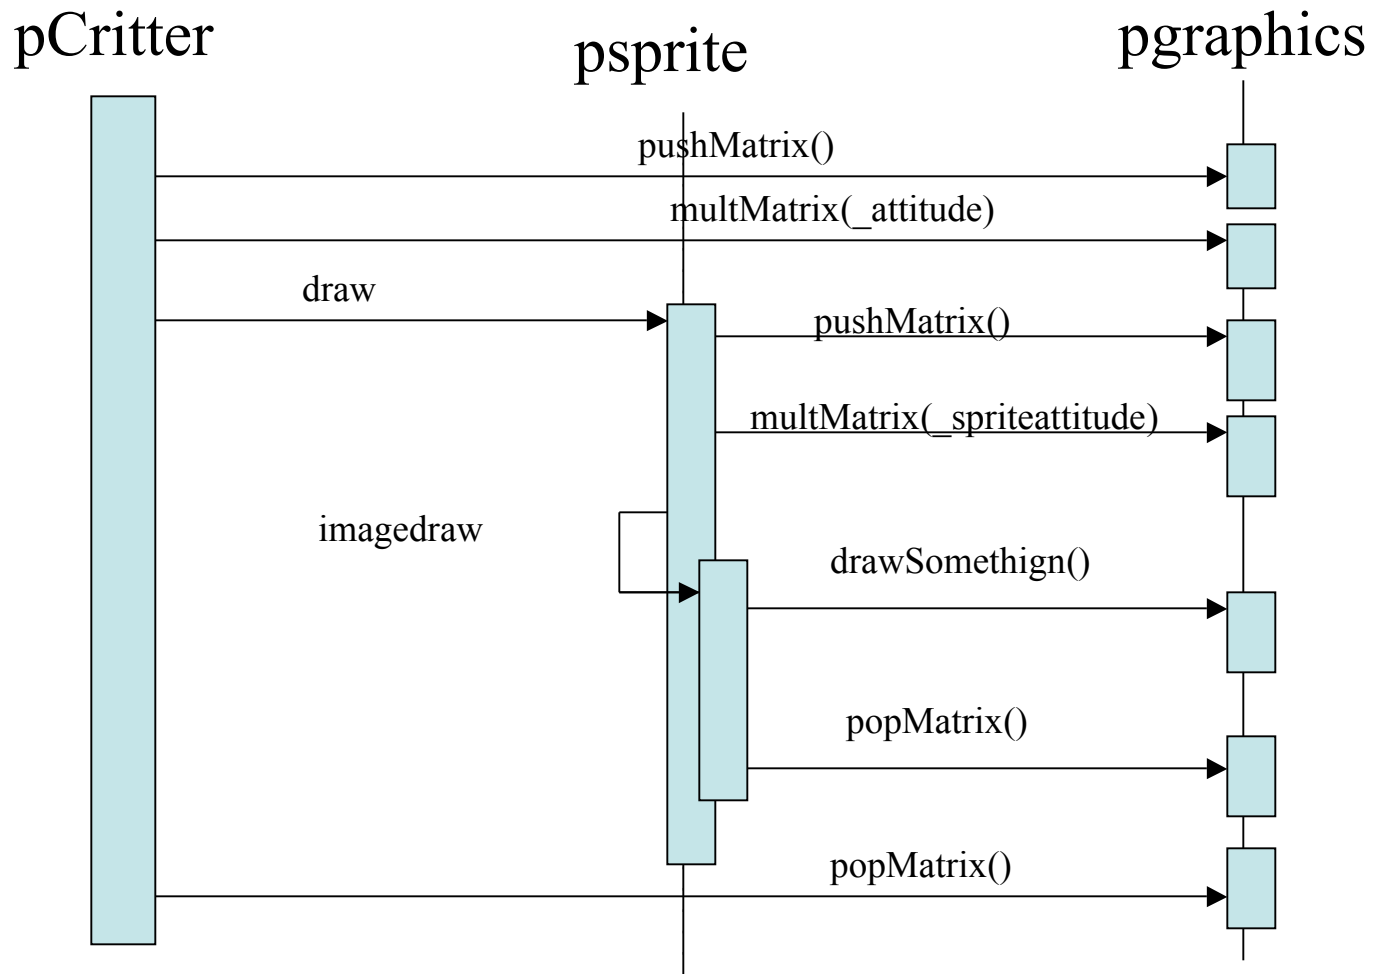 pCritter
psprite
pgraphics
pushMatrix()
multMatrix(_attitude)
draw
pushMatrix()
multMatrix(_spriteattitude)
imagedraw
drawSomethign()
popMatrix()
popMatrix()